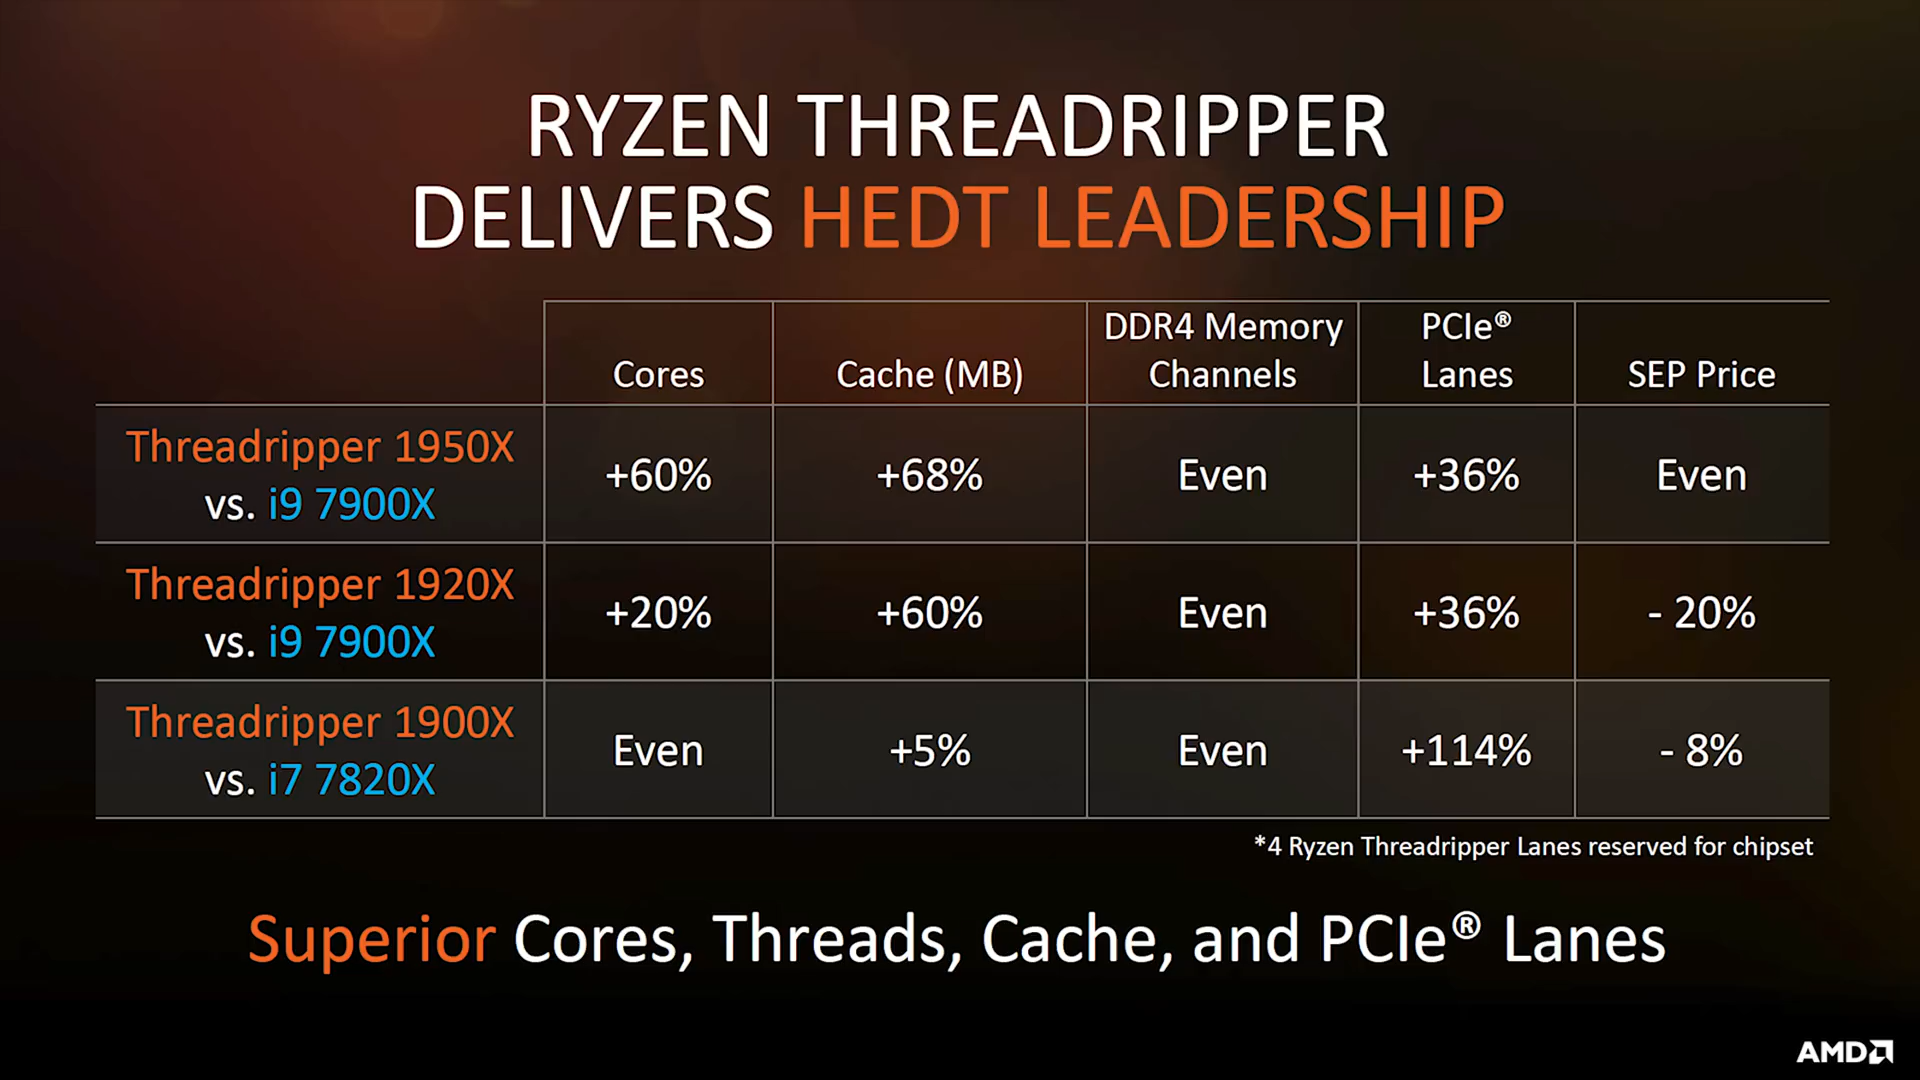 RYZEN THREADRIPPER
DELIVERS HEDT LEADERSHIP
Cores
Cache (MB)
DDR4 Memory
Channels
PCIe®
Lanes
SEP Price
Threadripper 1950X
vs. i9 7900X
+60%
+68%
Even
+36%
Even
Threadripper 1920X
vs. i9 7900X
+20%
+60%
Even
+36%
- 20%
Threadripper 1900X
vs. i7 7820X
Even
+5%
Even
+114%
- 8%
*4 Ryzen Threadripper Lanes reserved for chipset
Superior Cores, Threads, Cache, and PCIe® Lanes
AMD